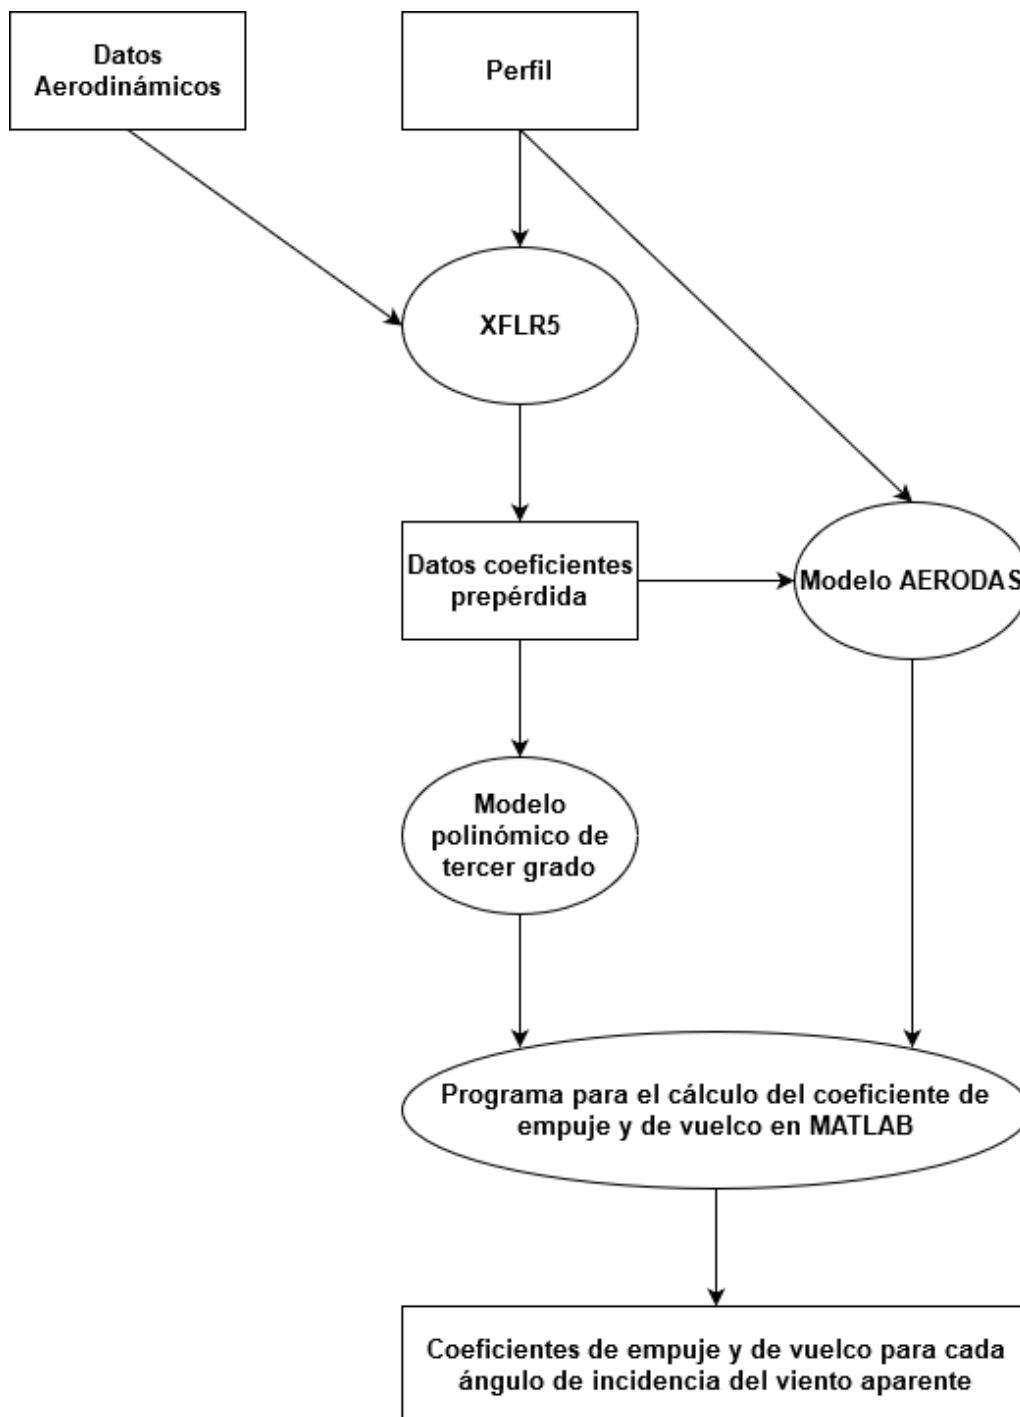 Datos
Aerodinámicos
Perfil
XFLR5
Datos coeficientes
prepérdida
Modelo AERODAS
Modelo
polinómico de
tercer grado
Programa para el cálculo del coeficiente de
empuje y de vuelco en MATLAB
Coeficientes de empuje y de vuelco para cada
ángulo de incidencia del viento aparente